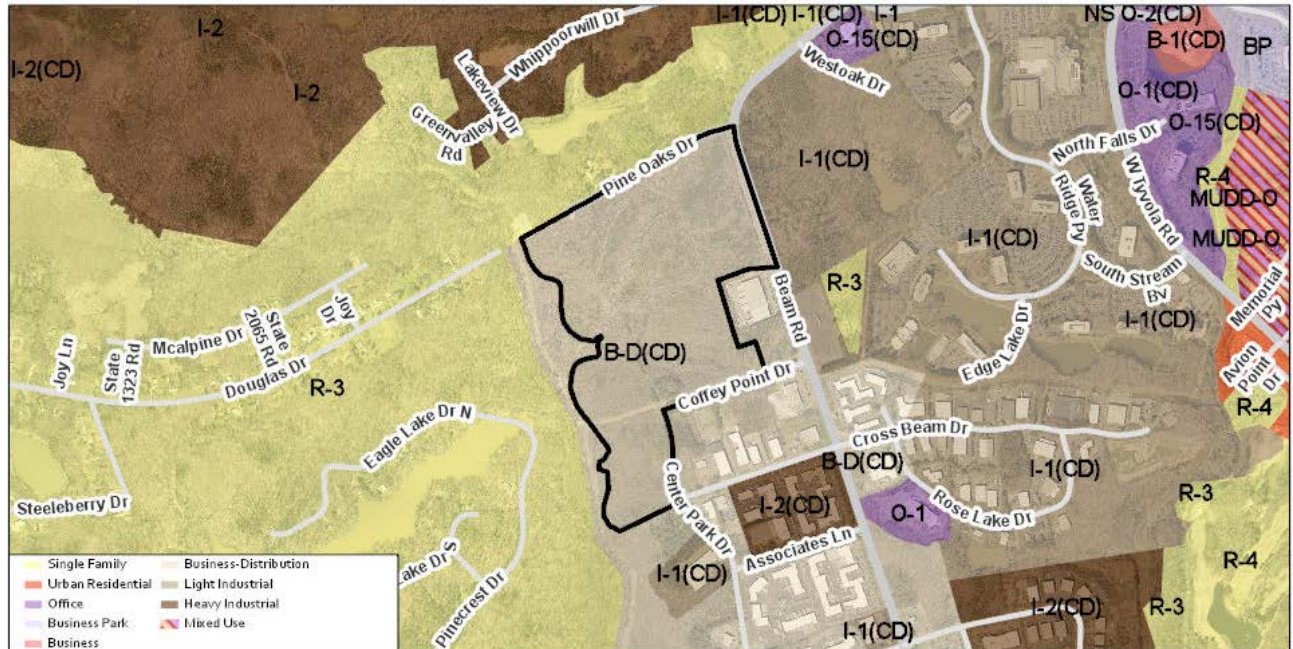 I-2
I-2(CD)
I-2
Whippoorwill Dr
Lakeview Dr
Greenvalley
Rd
I-1(CD)
I-1(CD)
I-1
O-15(CD)
Westoak Dr
NS
O-2(CD)
B-1(CD)
BP
O-1(CD)
O-15(CD)
North Falls Dr
W Tyvola Rd
R-4
MUDD-O
MUDD-O
Pine Oaks Dr
I-1(CD)
Water
Ridge Py
I-1(CD)
South Stream
Bv
I-1(CD)
Memorial
Py
Avion
Point
Dr
R-4
Beam Rd
R-3
Edge Lake Dr
Joy
Dr
State
2065 Rd
Mcalpine Dr
Joy Ln
State
1323 Rd
Douglas Dr
R-3
B-D(CD)
Coffey Point Dr
Eagle Lake Dr N
Cross Beam Dr
B-D(CD)
I-1(CD)
Center Park Dr
I-2(CD)
O-1
Rose Lake Dr
R-3
Steeleberry Dr
Associates Ln
I-1(CD)
R-4
Lake Dr S
Pinecrest Dr
I-2(CD)
R-3
I-1(CD)
Single Family
Urban Residential
Office
Business Park
Business
Business-Distribution
Light Industrial
Heavy Industrial
Mixed Use